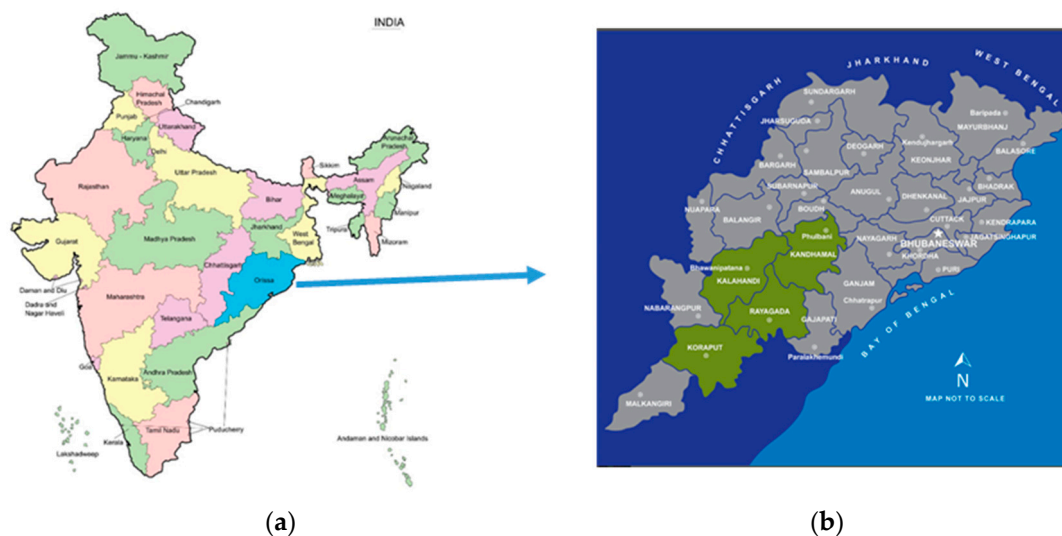 INDIA
Jammu - Kashmir
Himachal
Pradesh
Chandigarh
Punjab
Uttarakhand
Haryana
Delhi
Rajasthan
Uttar Pradesh
Sikkim
Arunachal
Pradesh
Assam
Nagaland
Bihar
Meghalaya
Manipur
Tripura
Mizoram
Gujarat
Madhya Pradesh
Jharkhand
West
Bengal
Chhattisgarh
Orissa
Daman and Diu
Dadra and
Nagar Haveli
Maharashtra
Telangana
Goa
Karnataka
Andhra Pradesh
Tamil Nadu
Puducherry
Kerala
Lakshadweep
Andaman and Nicobar Islands
(a)
CHHATTISGARH
JHARKHAND
WEST BENGAL
SUNDARGARH
JHARSUGUDA
Baripada
MAYURBHANJ
Kendujhargarh
KEONJHAR
BALASORE
DEOGARH
BARGARH
SAMBALPUR
SUBARNAPUR
ANUGUL
DHENKANAL
BHADRAK
JAJPUR
NUAPARA
BALANGIR
BOUDH
CUTTACK
KENDRAPARA
JAGATSINGHAPUR
Phulbani
KANDHAMAL
NAYAGARH
BHUBANESWAR
KHORDHA
PURI
Bhawanipatana
KALAHANDI
GANJAM
Chhatrapur
NABARANGPUR
RAYAGADA
GAJAPATI
Paralakhemundi
KORAPUT
MALKANGIRI
BAY OF BENGAL
N
MAP NOT TO SCALE
(b)